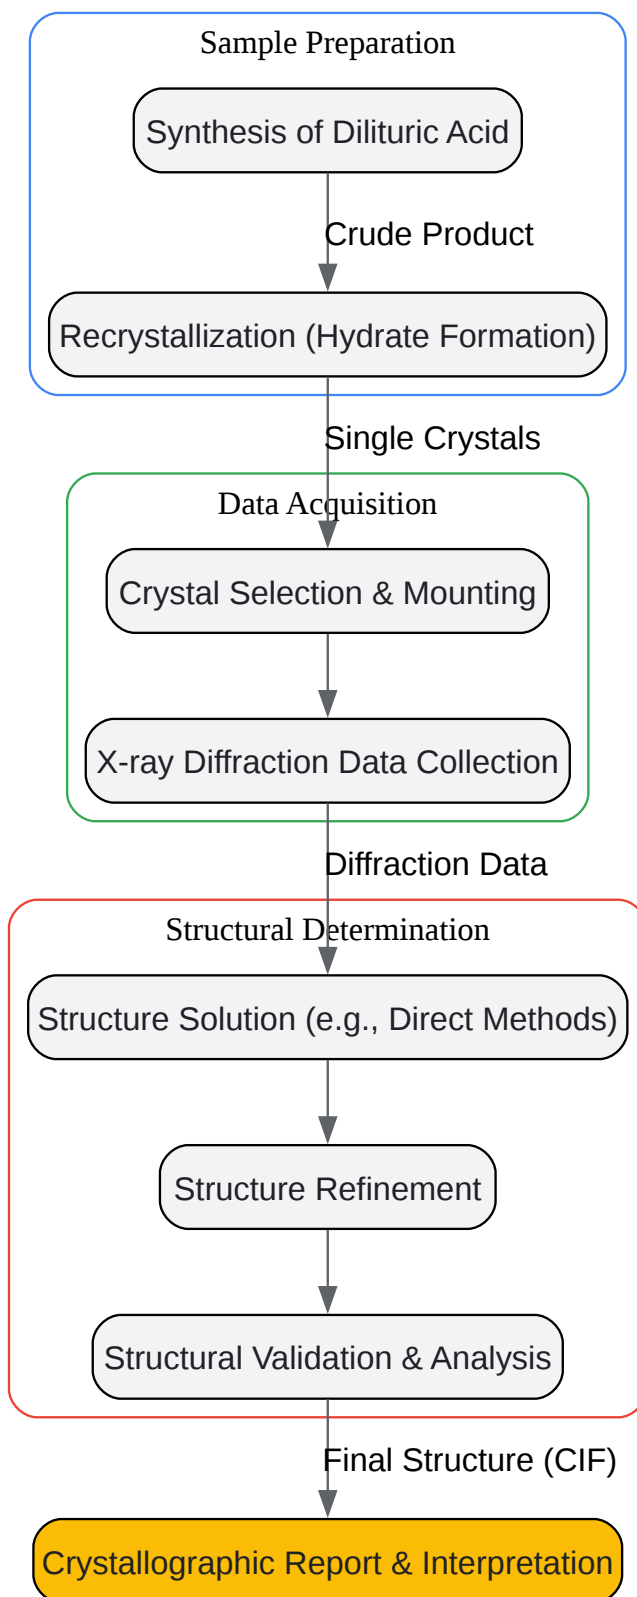 Sample Preparation
Synthesis of Dilituric Acid
Crude Product
Recrystallization (Hydrate Formation)
Single Crystals
Data Acquisition
Crystal Selection & Mounting
X-ray Diffraction Data Collection
Diffraction Data
Structural Determination
Structure Solution (e.g., Direct Methods)
Structure Refinement
Structural Validation & Analysis
Final Structure (CIF)
Crystallographic Report & Interpretation